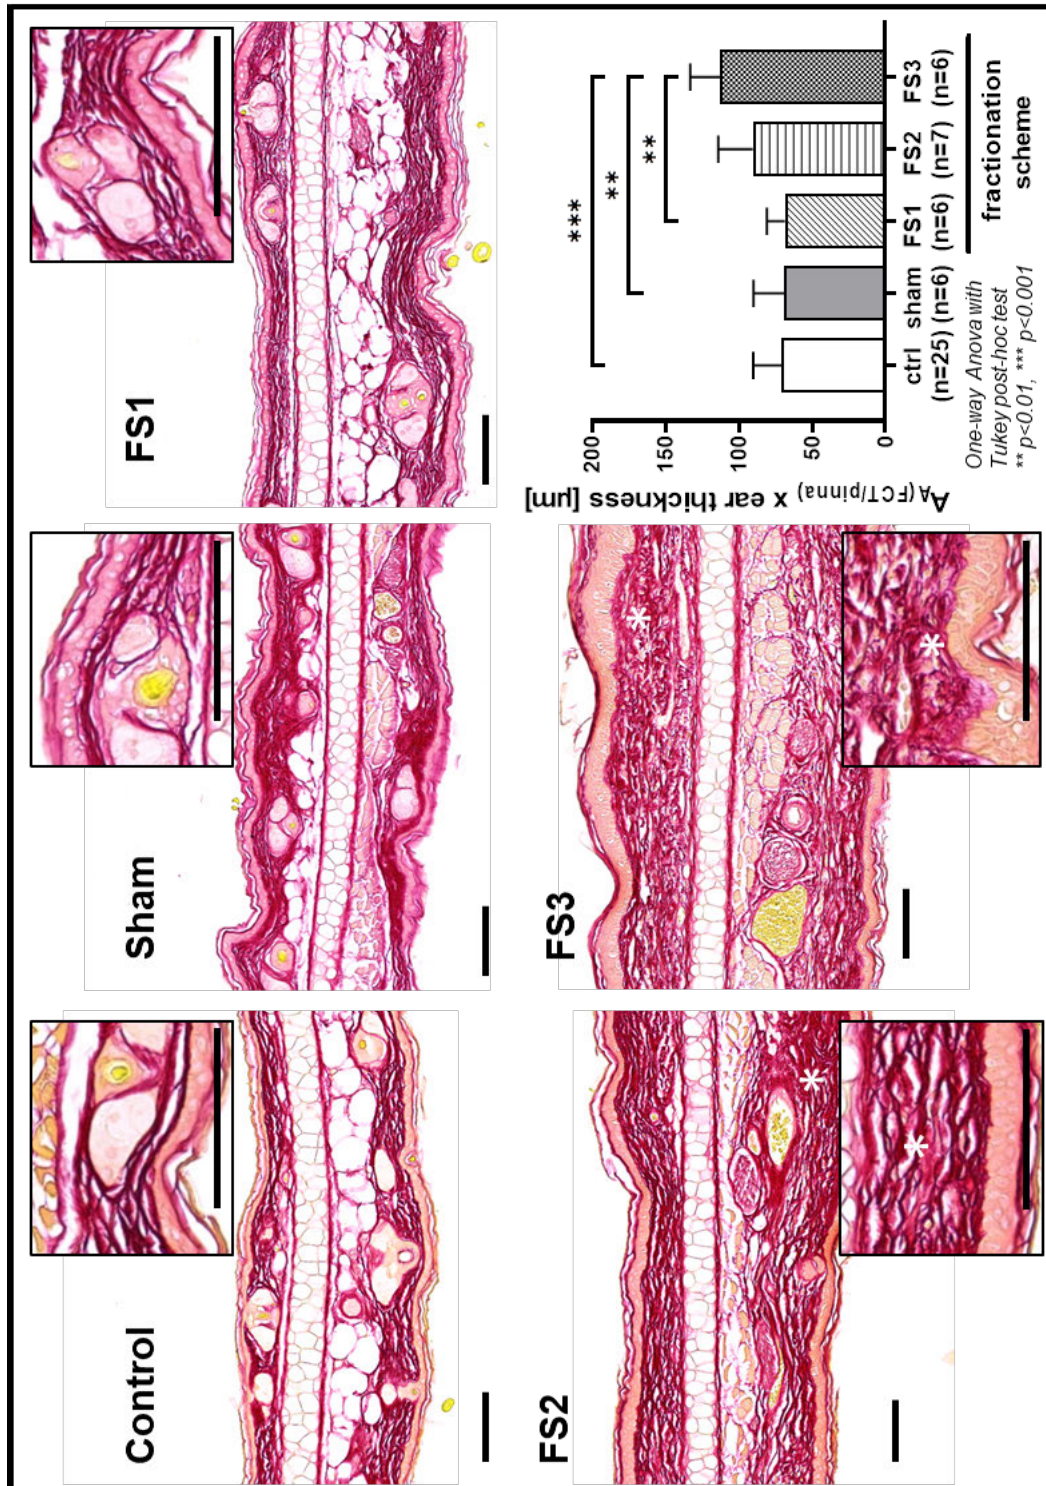 Control
Sham
FS1
FS2
*
*
FS3
*
*
A_A(FCT/pinna) x ear thickness [µm]
200
150
100
50
0
***
**
**
ctrl sham FS1 FS2 FS3
(n=25) (n=6) (n=6) (n=7) (n=6)
fractionation
scheme
One-way Anova with
Tukey post-hoc test
** p<0.01, *** p<0.001